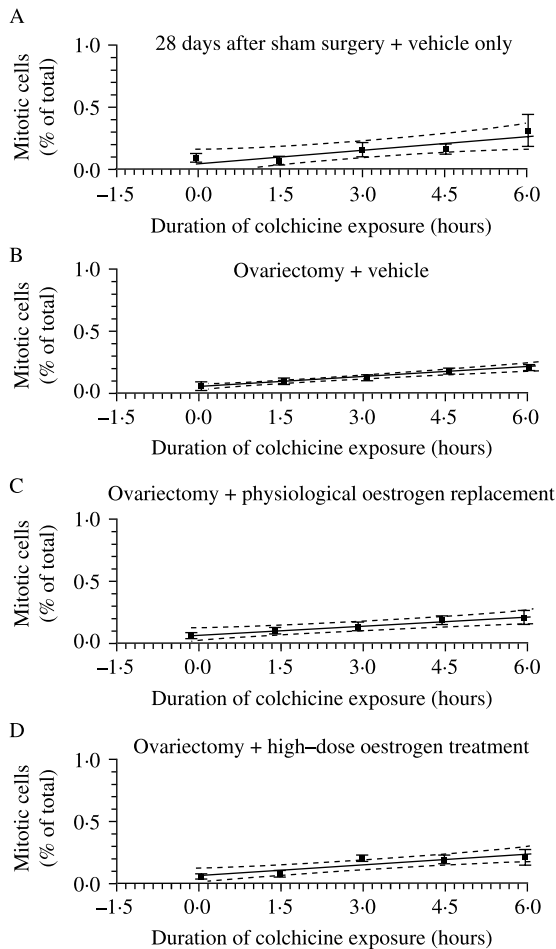 A
28 days after sham surgery + vehicle only
Mitotic cells
(% of total)
1·0
0·5
0·0
−1·5 0·0 1·5 3·0 4·5 6·0
Duration of colchicine exposure (hours)
B
Ovariectomy + vehicle
Mitotic cells
(% of total)
1·0
0·5
0·0
−1·5 0·0 1·5 3·0 4·5 6·0
Duration of colchicine exposure (hours)
C
Ovariectomy + physiological oestrogen replacement
Mitotic cells
(% of total)
1·0
0·5
0·0
−1·5 0·0 1·5 3·0 4·5 6·0
Duration of colchicine exposure (hours)
D
Ovariectomy + high–dose oestrogen treatment
Mitotic cells
(% of total)
1·0
0·5
0·0
−1·5 0·0 1·5 3·0 4·5 6·0
Duration of colchicine exposure (hours)